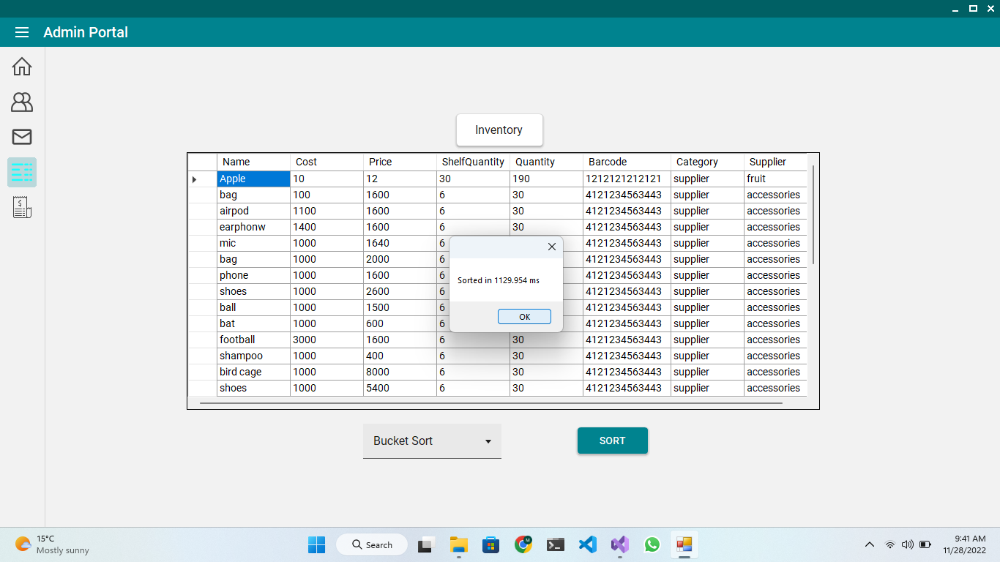 Admin Portal
Inventory
Name Cost Price ShelfQuantity Quantity Barcode Category Supplier
Apple 10 12 30 190 1212121212121 supplier fruit
bag 100 1600 6 30 4121234563443 supplier accessories
airpod 1100 1600 6 30 4121234563443 supplier accessories
earphonw 1400 1600 6 30 4121234563443 supplier accessories
mic 1000 1640 6 4121234563443 supplier accessories
bag 1000 2000 6 4121234563443 supplier accessories
phone 1000 1600 6 4121234563443 supplier accessories
shoes 1000 2600 6 4121234563443 supplier accessories
ball 1000 1500 6 4121234563443 supplier accessories
bat 1000 600 6 4121234563443 supplier accessories
football 3000 1600 6 30 4121234563443 supplier accessories
shampoo 1000 400 6 30 4121234563443 supplier accessories
bird cage 1000 8000 6 30 4121234563443 supplier accessories
shoes 1000 5400 6 30 4121234563443 supplier accessories
Sorted in 1129.954 ms
OK
Bucket Sort
SORT
15°C
Mostly sunny
Search
M
9:41 AM
11/28/2022